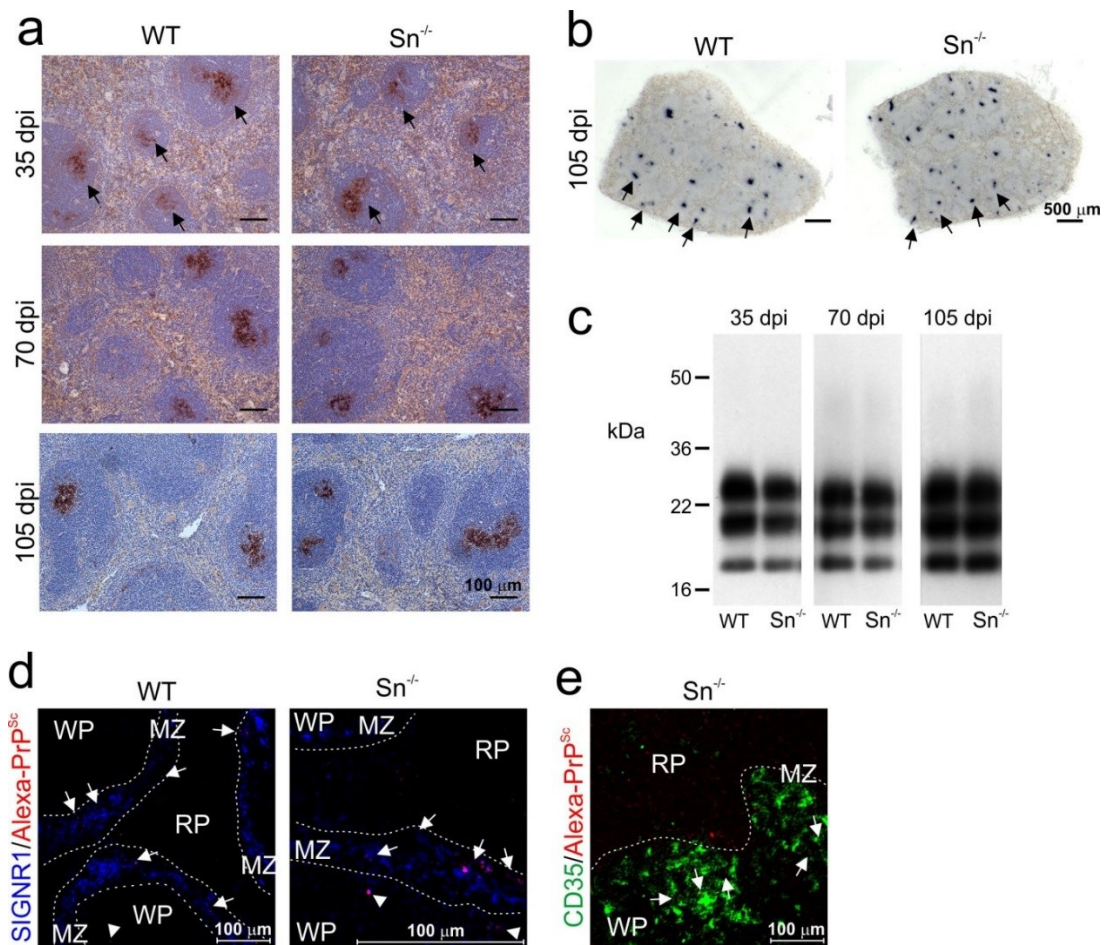 a
WT Sn-/-
35 dpi
70 dpi
105 dpi
100 µm
b
WT Sn-/-
105 dpi
500 µm
c
35 dpi 70 dpi 105 dpi
kDa
50
36
22
16
WT Sn-/- WT Sn-/- WT Sn-/-
d
WT Sn-/-
SIGNR1/Alexa-PrPSc
WP MZ
RP
MZ WP
100 µm
WP MZ
RP
MZ
WP
100 µm
e
Sn-/-
CD35/Alexa-PrPSc
RP MZ
WP
100 µm